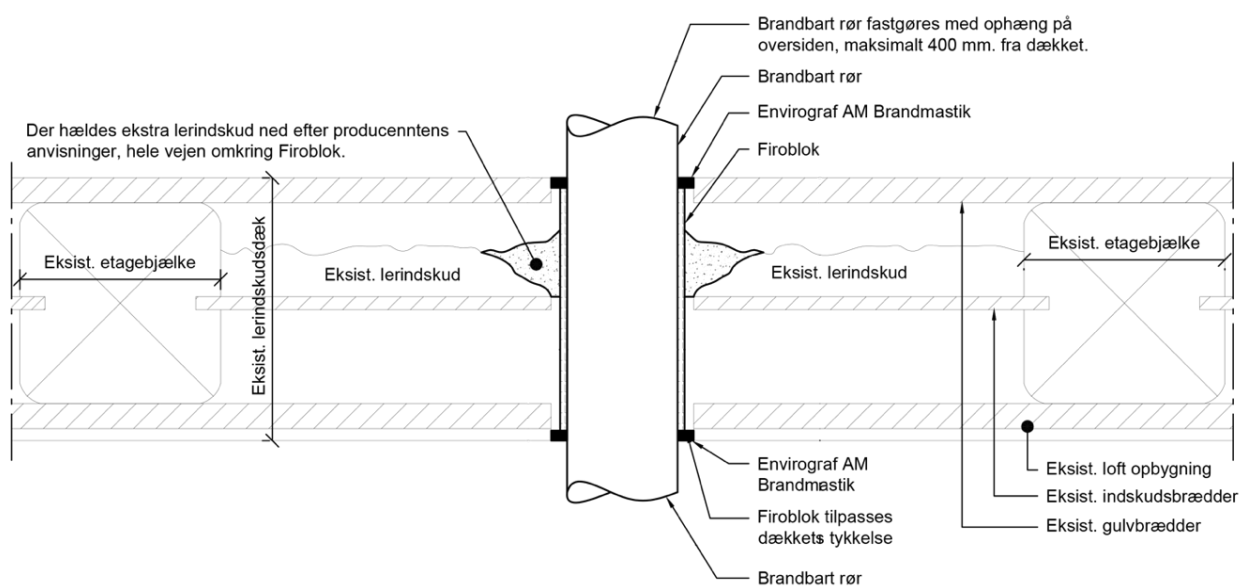 Brandbart rør fastgøres med ophæng på
oversiden, maksimalt 400 mm. fra dækket.
Brandbart rør
Envirograf AM Brandmastik
Firoblok
Der hældes ekstra lerindskud ned efter producenntens
anvisninger, hele vejen omkring Firoblok.
Eksist. etagebjælke
Eksist. lerindskudsdæk
Eksist. lerindskud
Eksist. lerindskud
Eksist. etagebjælke
Envirograf AM
Brandmastik
Firoblok tilpasses
dækkets tykkelse
Brandbart rør
Eksist. loft opbygning
Eksist. indskudsbrædder
Eksist. gulvbrædder